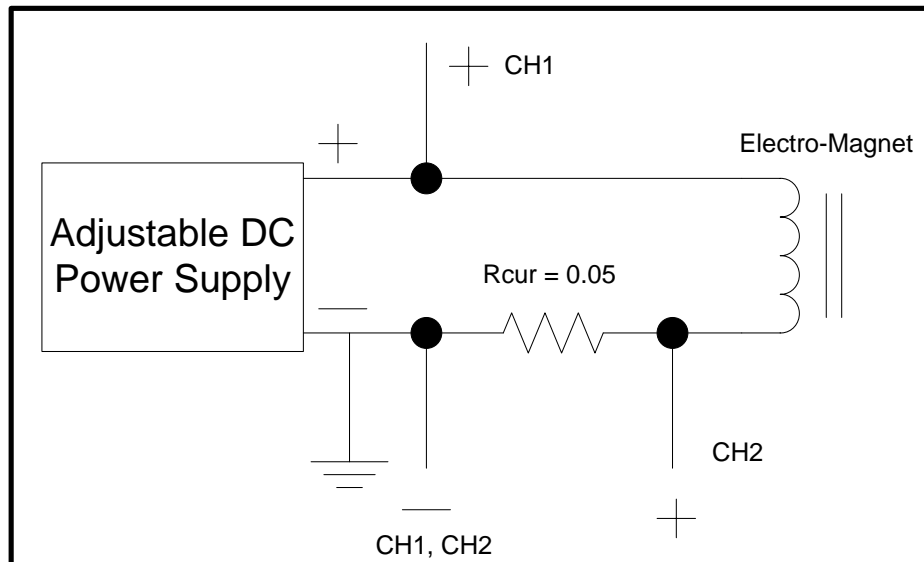 + CH1
+
Electro-Magnet
Adjustable DC
Power Supply
Rcur = 0.05
—
CH2
—
+
CH1, CH2